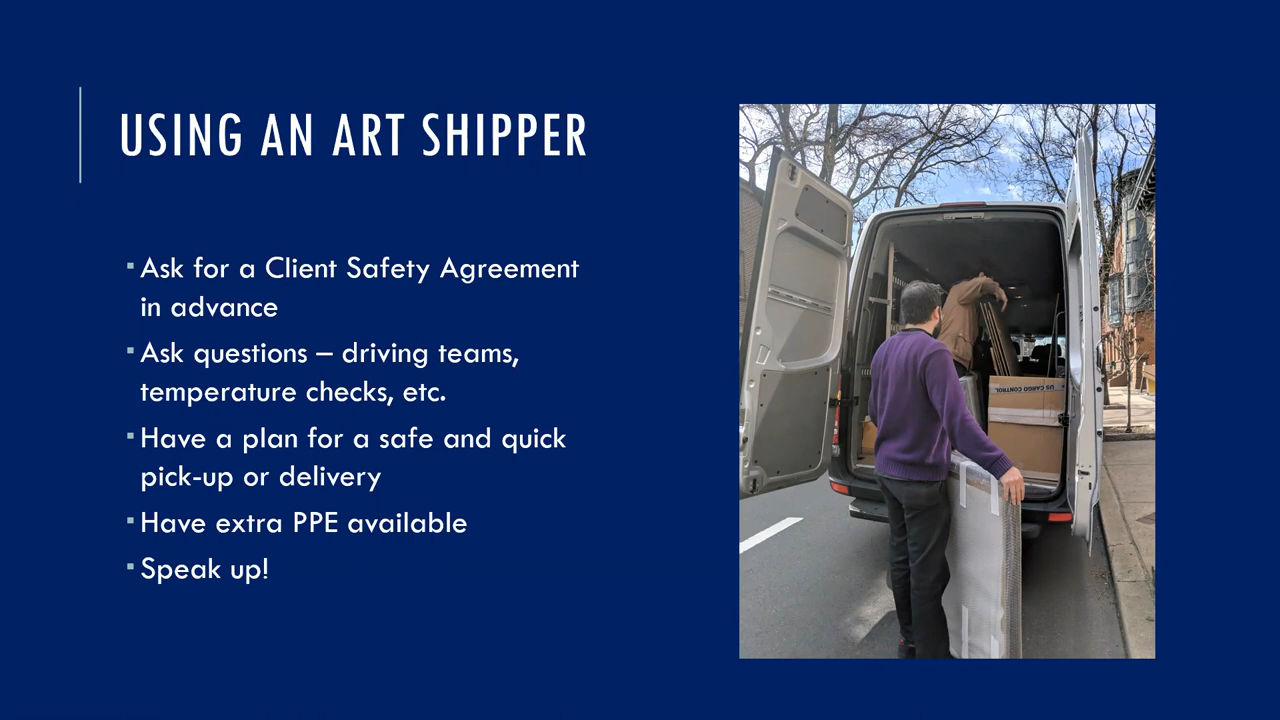 USING AN ART SHIPPER
▪ Ask for a Client Safety Agreement
in advance
▪ Ask questions – driving teams,
temperature checks, etc.
▪ Have a plan for a safe and quick
pick-up or delivery
▪ Have extra PPE available
▪ Speak up!
US CARGO CONTROL